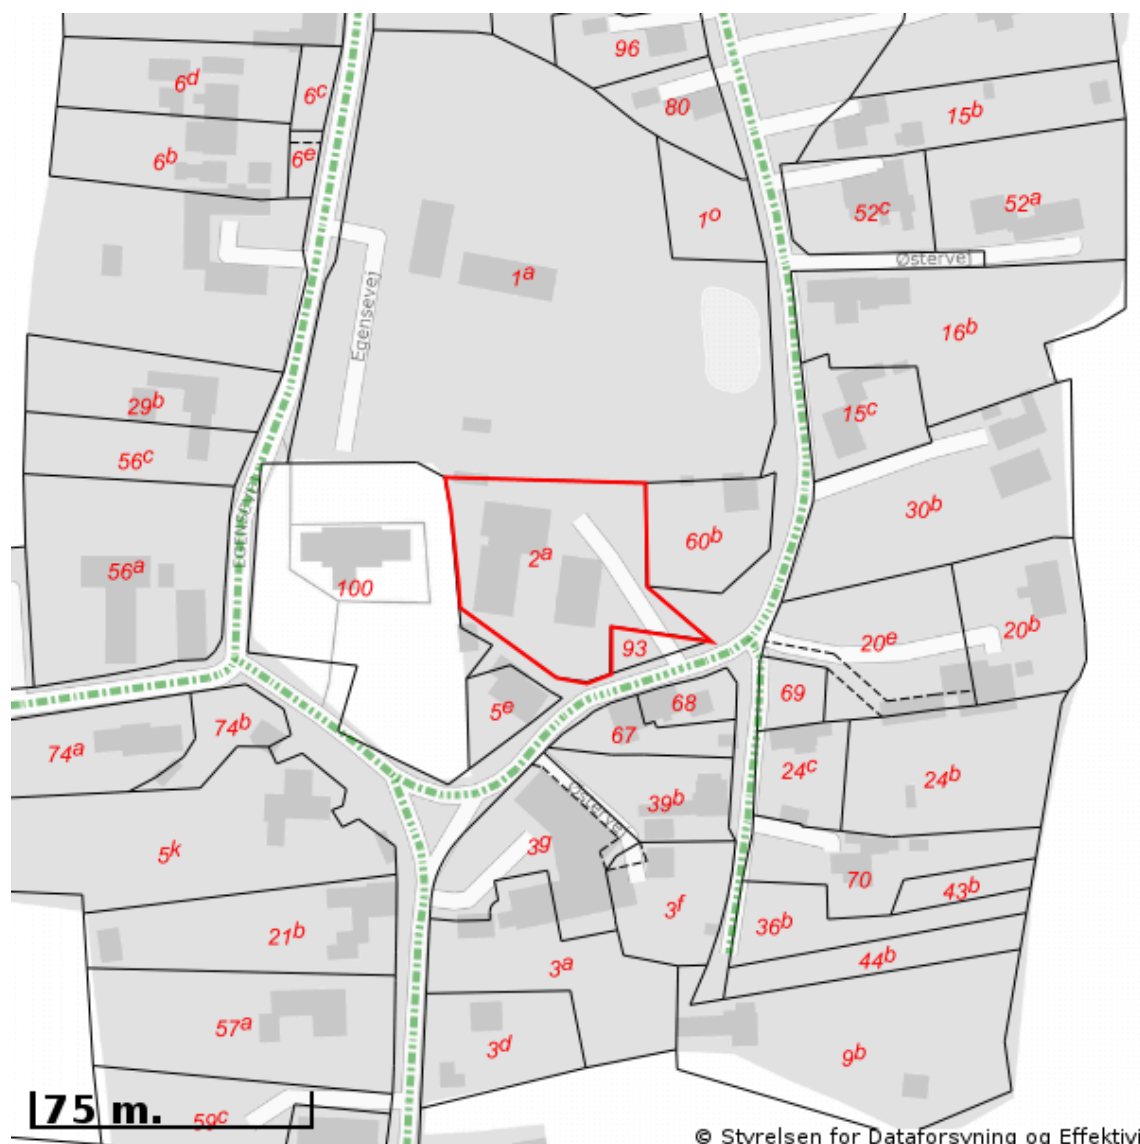 96
6d
6c
80
15b
6b
6e
1o
52c
52a
Østervej
1a
Egensevej
16b
29b
15c
56c
30b
EGENSEVEJ
60b
2a
56a
100
20e
20b
93
69
5e
68
67
74b
74a
24c
24b
Østervej
39b
3g
5k
70
43b
3f
36b
21b
44b
3a
57a
3d
9b
75 m.
59c
© Styrelsen for Dataforsyning og Effektivi